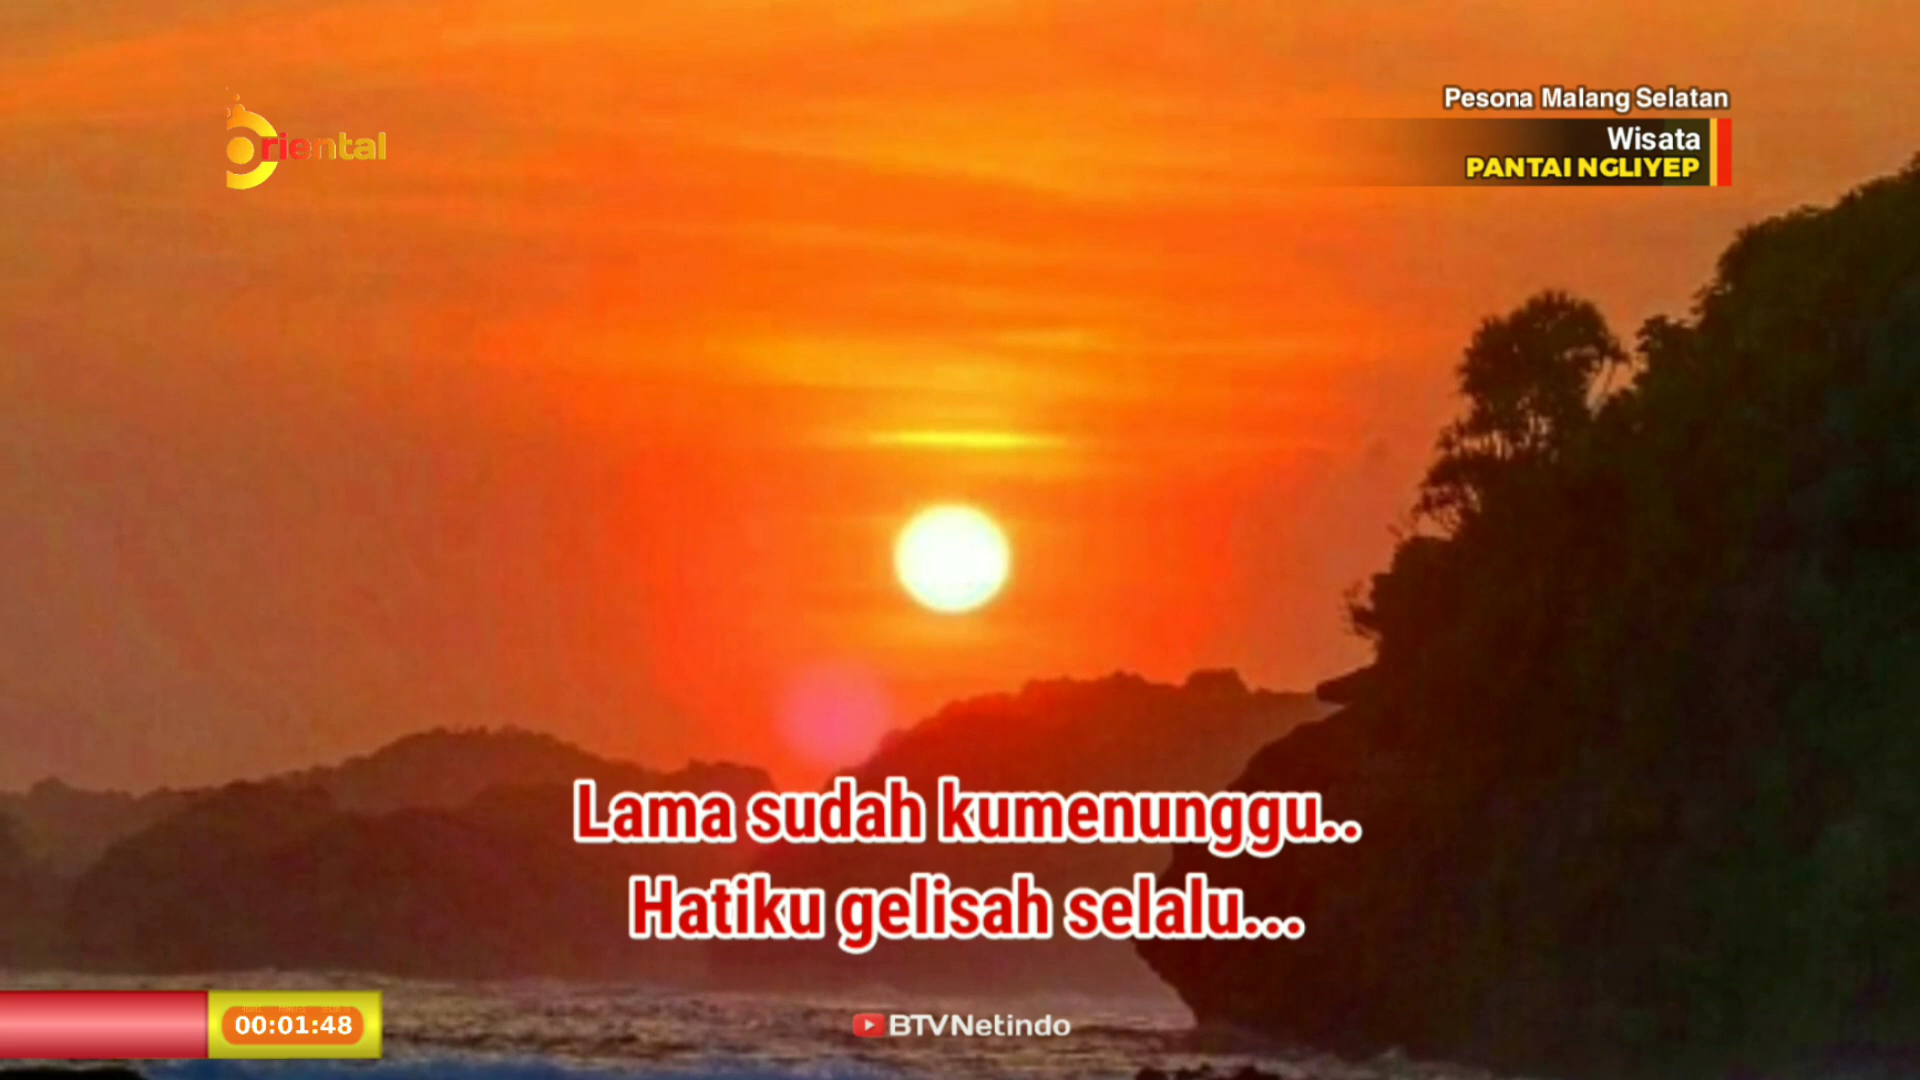 Oriental
Pesona Malang Selatan
Wisata
PANTAI NGLIYEP
Lama sudah kumenunggu..
Hatiku gelisah selalu...
00:01:48
BTVNetindo